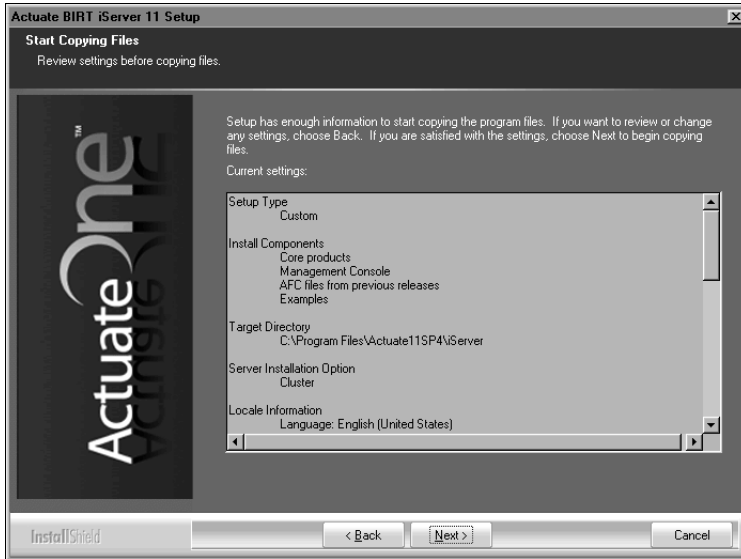 Actuate BIRT iServer 11 Setup
Start Copying Files
Review settings before copying files.
Setup has enough information to start copying the program files. If you want to review or change
any settings, choose Back. If you are satisfied with the settings, choose Next to begin copying
files.
Current settings:
Setup Type
Custom
Install Components
Core products
Management Console
AFC files from previous releases
Examples
Target Directory
C:\Program Files\Actuate11SP4\iServer
Server Installation Option
Cluster
Locale Information
Language: English (United States)
ActuateOne™
InstallShield
< Back
Next >
Cancel